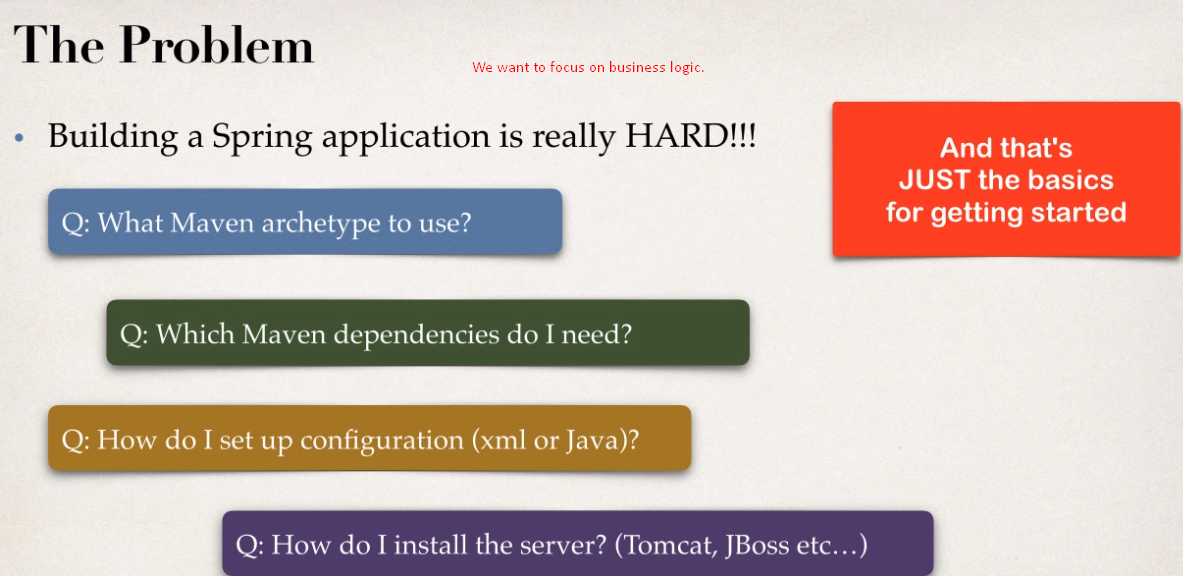 The Problem
We want to focus on business logic.
• Building a Spring application is really HARD!!!
And that's
JUST the basics
for getting started
Q: What Maven archetype to use?
Q: Which Maven dependencies do I need?
Q: How do I set up configuration (xml or Java)?
Q: How do I install the server? (Tomcat, JBoss etc…)